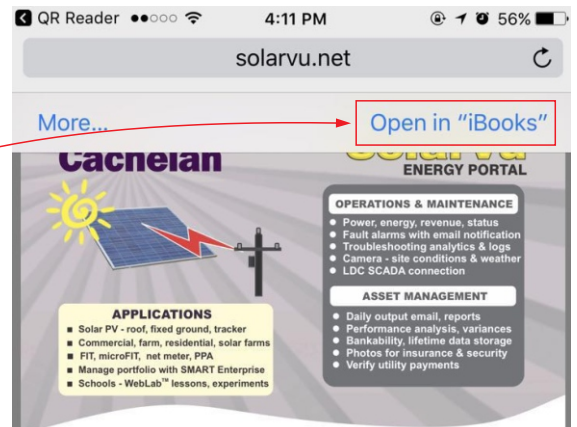 QR Reader 4:11 PM 56%
solarvu.net
More... Open in “iBooks”
Cachelan
SolarVu
ENERGY PORTAL
OPERATIONS & MAINTENANCE
Power, energy, revenue, status
Fault alarms with email notification
Troubleshooting analytics & logs
Camera - site conditions & weather
LDC SCADA connection
ASSET MANAGEMENT
Daily output email, reports
Performance analysis, variances
Bankability, lifetime data storage
Photos for insurance & security
Verify utility payments
APPLICATIONS
Solar PV - roof, fixed ground, tracker
Commercial, farm, residential, solar farms
FIT, microFIT, net meter, PPA
Manage portfolio with SMART Enterprise
Schools - WebLab™ lessons, experiments